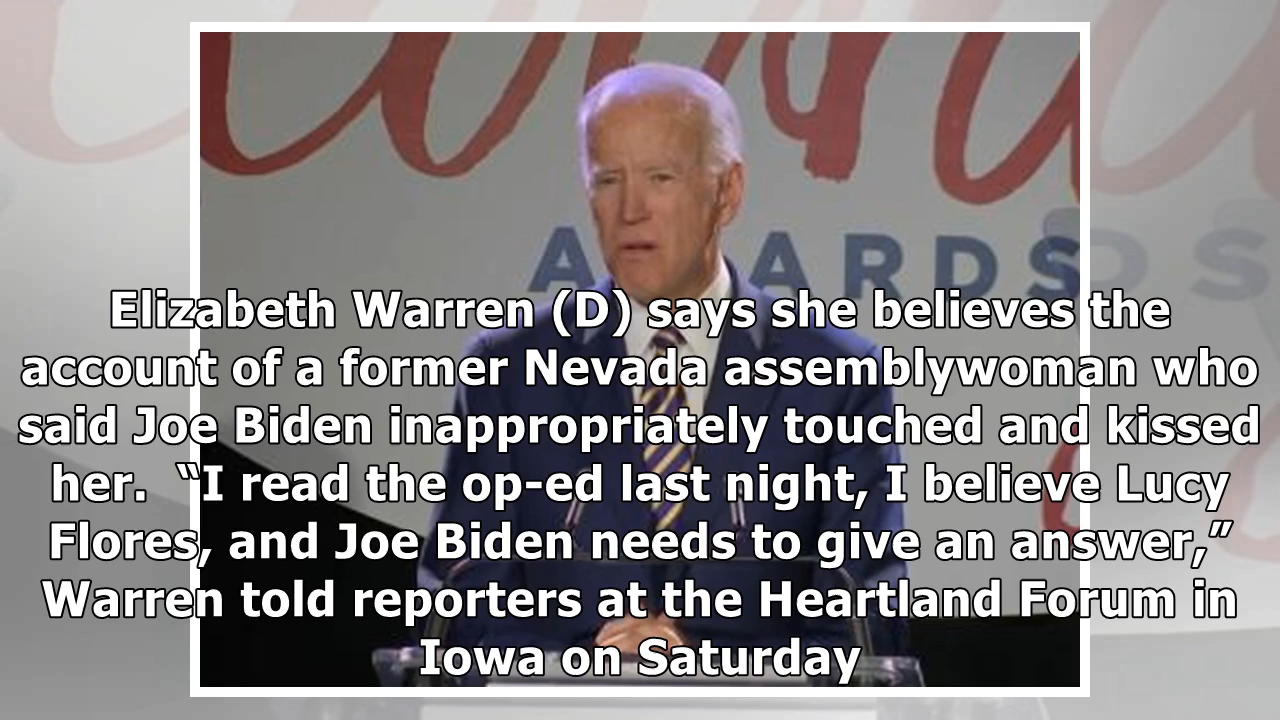 AWARDS
Elizabeth Warren (D) says she believes the
account of a former Nevada assemblywoman who
said Joe Biden inappropriately touched and kissed
her.  “I read the op-ed last night, I believe Lucy
Flores, and Joe Biden needs to give an answer,”
Warren told reporters at the Heartland Forum in
Iowa on Saturday